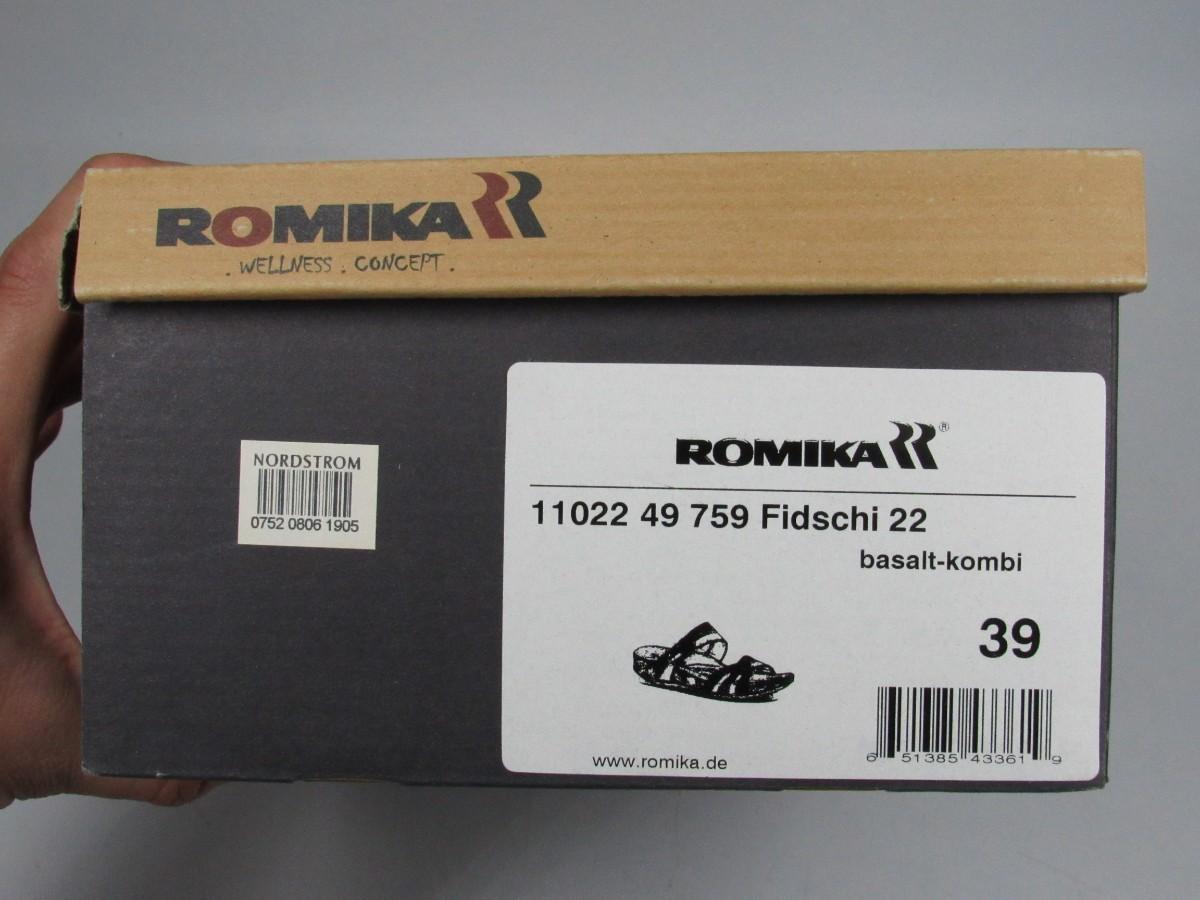 ROMIKA
. WELLNESS . CONCEPT .
NORDSTROM
0752 0806 1905
ROMIKA ®
11022 49 759 Fidschi 22
basalt-kombi
39
www.romika.de
6 51385 43361 9